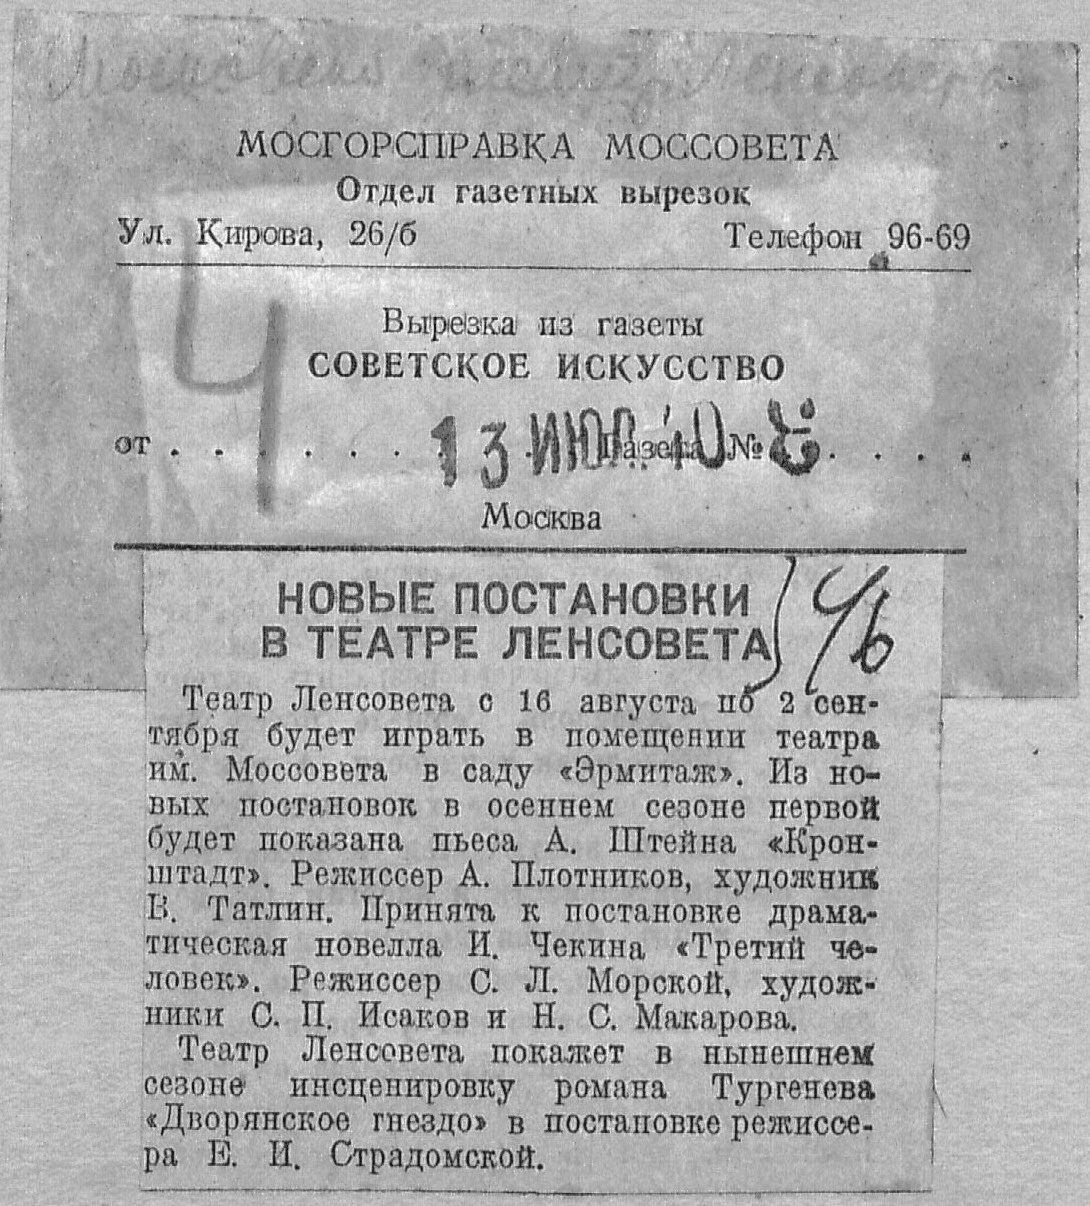 Московский театр Ленсовета
МОСГОРСПРАВКА МОССОВЕТА
Отдел газетных вырезок
Ул. Кирова, 26/б Телефон 96-69
Вырезка из газеты
СОВЕТСКОЕ ИСКУССТВО
от . . . . . . 13 ИЮЛ. 40 Газета №
Москва
4
НОВЫЕ ПОСТАНОВКИ
В ТЕАТРЕ ЛЕНСОВЕТА
Театр Ленсовета с 16 августа по 2 сен-
тября будет играть в помещении театра
им. Моссовета в саду «Эрмитаж». Из но-
вых постановок в осеннем сезоне первой
будет показана пьеса А. Штейна «Крон-
штадт». Режиссер А. Плотников, художник
В. Татлин. Принята к постановке драма-
тическая новелла И. Чекина «Третий че-
ловек». Режиссер С. Л. Морской, худож-
ники С. П. Исаков и Н. С. Макарова.
Театр Ленсовета покажет в нынешнем
сезоне инсценировку романа Тургенева
«Дворянское гнездо» в постановке режиссе-
ра Е. И. Страдомской.